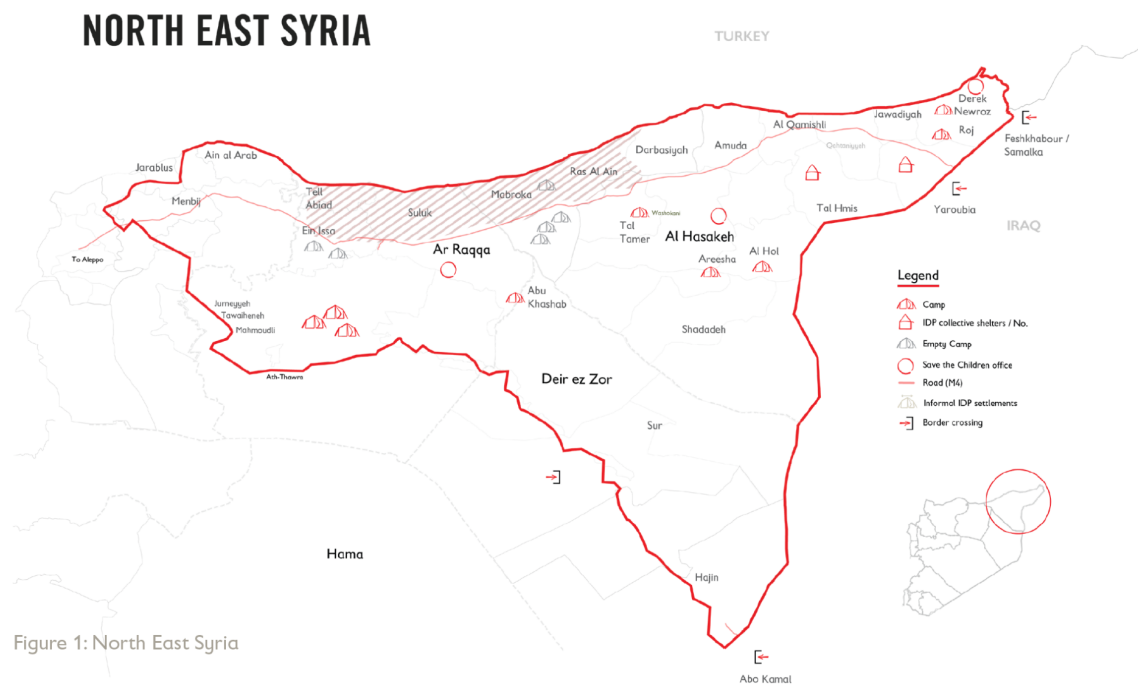 NORTH EAST SYRIA
TURKEY
Derek
Newroz
Jawadiyah
Roj
Al Qamishli
Feshkhabour /
Samalka
Qahtaniyyah
Amuda
Darbasiyah
Ain al Arab
Jarablus
Ras Al Ain
Menbij
Tell
Abiad
Mabroka
Suluk
Yaroubia
Tal Hmis
Washokani
Tal
Tamer
IRAQ
Ein Issa
Al Hasakeh
Ar Raqqa
Al Hol
Areesha
To Aleppo
Legend
Abu
Khashab
Jurneyyeh
Tawaiheneh
Mahmoudli
Camp
IDP collective shelters / No.
Shadadeh
Empty Camp
Save the Children office
Ath-Thawra
Deir ez Zor
Road (M4)
Informal IDP settlements
Border crossing
Sur
Hama
Hajin
Figure 1: North East Syria
Abo Kamal